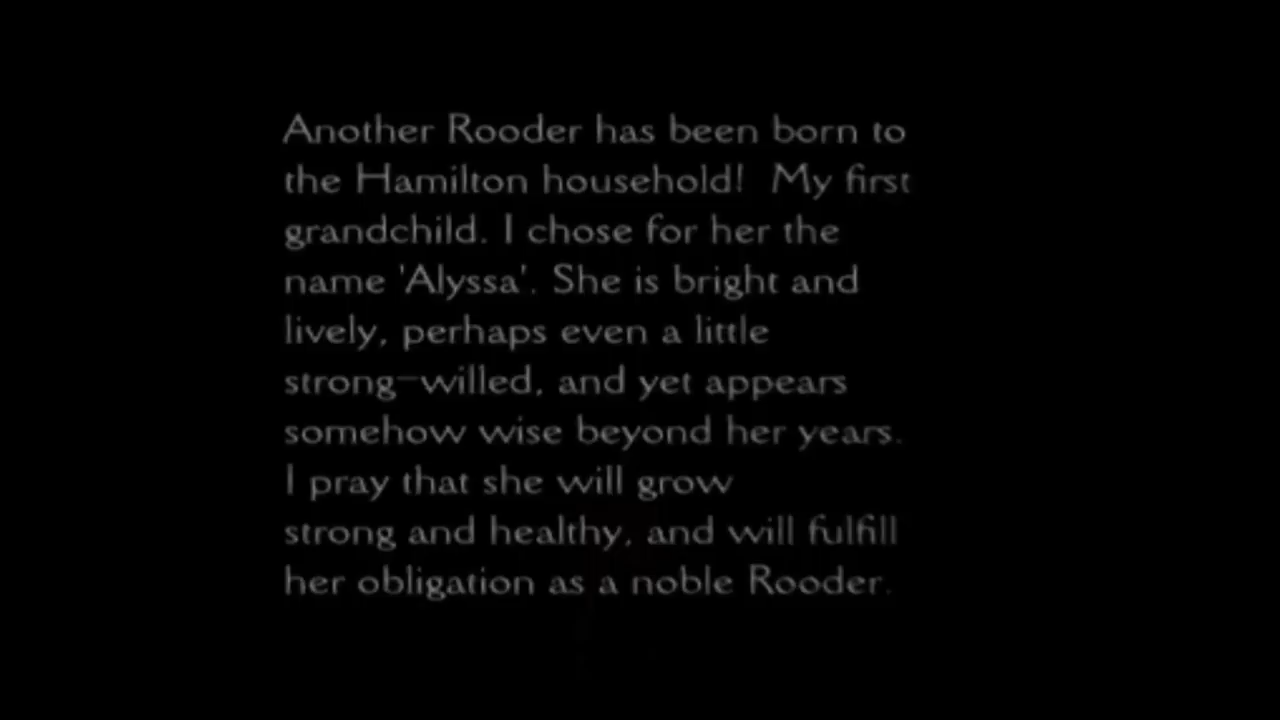 Another Rooder has been born to
the Hamilton household!  My first
grandchild. I chose for her the
name 'Alyssa'. She is bright and
lively, perhaps even a little
strong-willed, and yet appears
somehow wise beyond her years.
I pray that she will grow
strong and healthy, and will fulfill
her obligation as a noble Rooder.